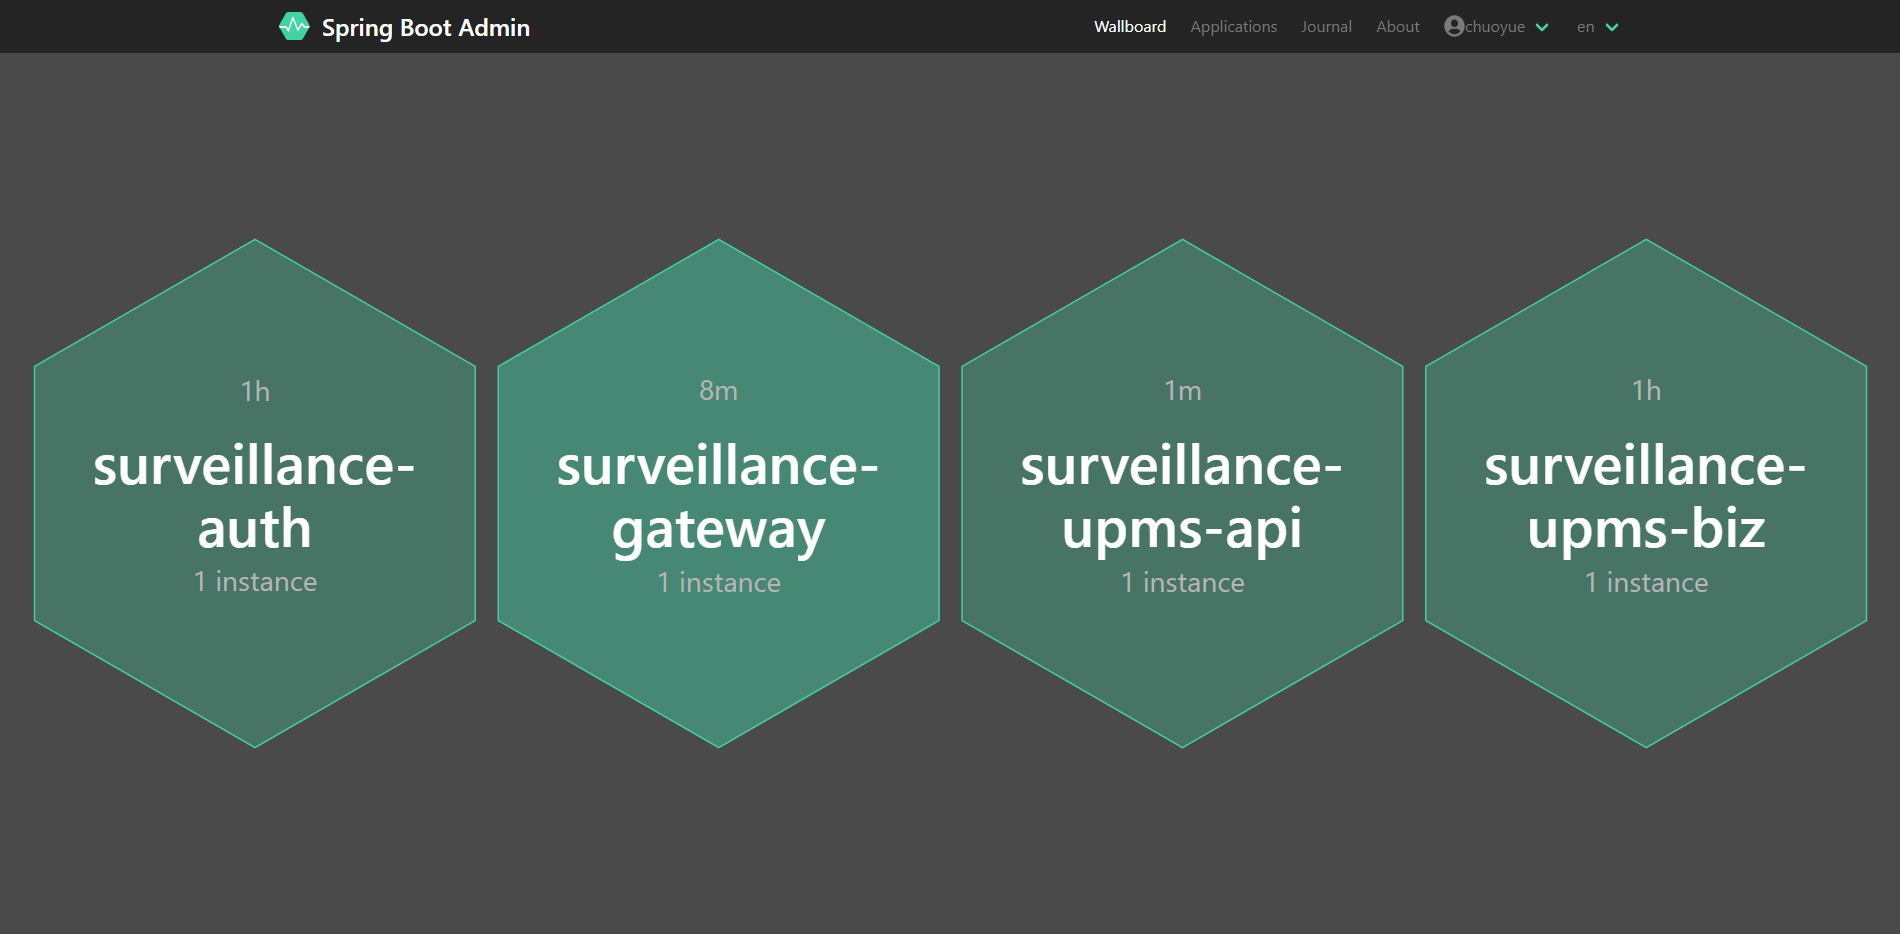 Spring Boot Admin
Wallboard Applications Journal About chuoyue en
1h
surveillance-
auth
1 instance
8m
surveillance-
gateway
1 instance
1m
surveillance-
upms-api
1 instance
1h
surveillance-
upms-biz
1 instance